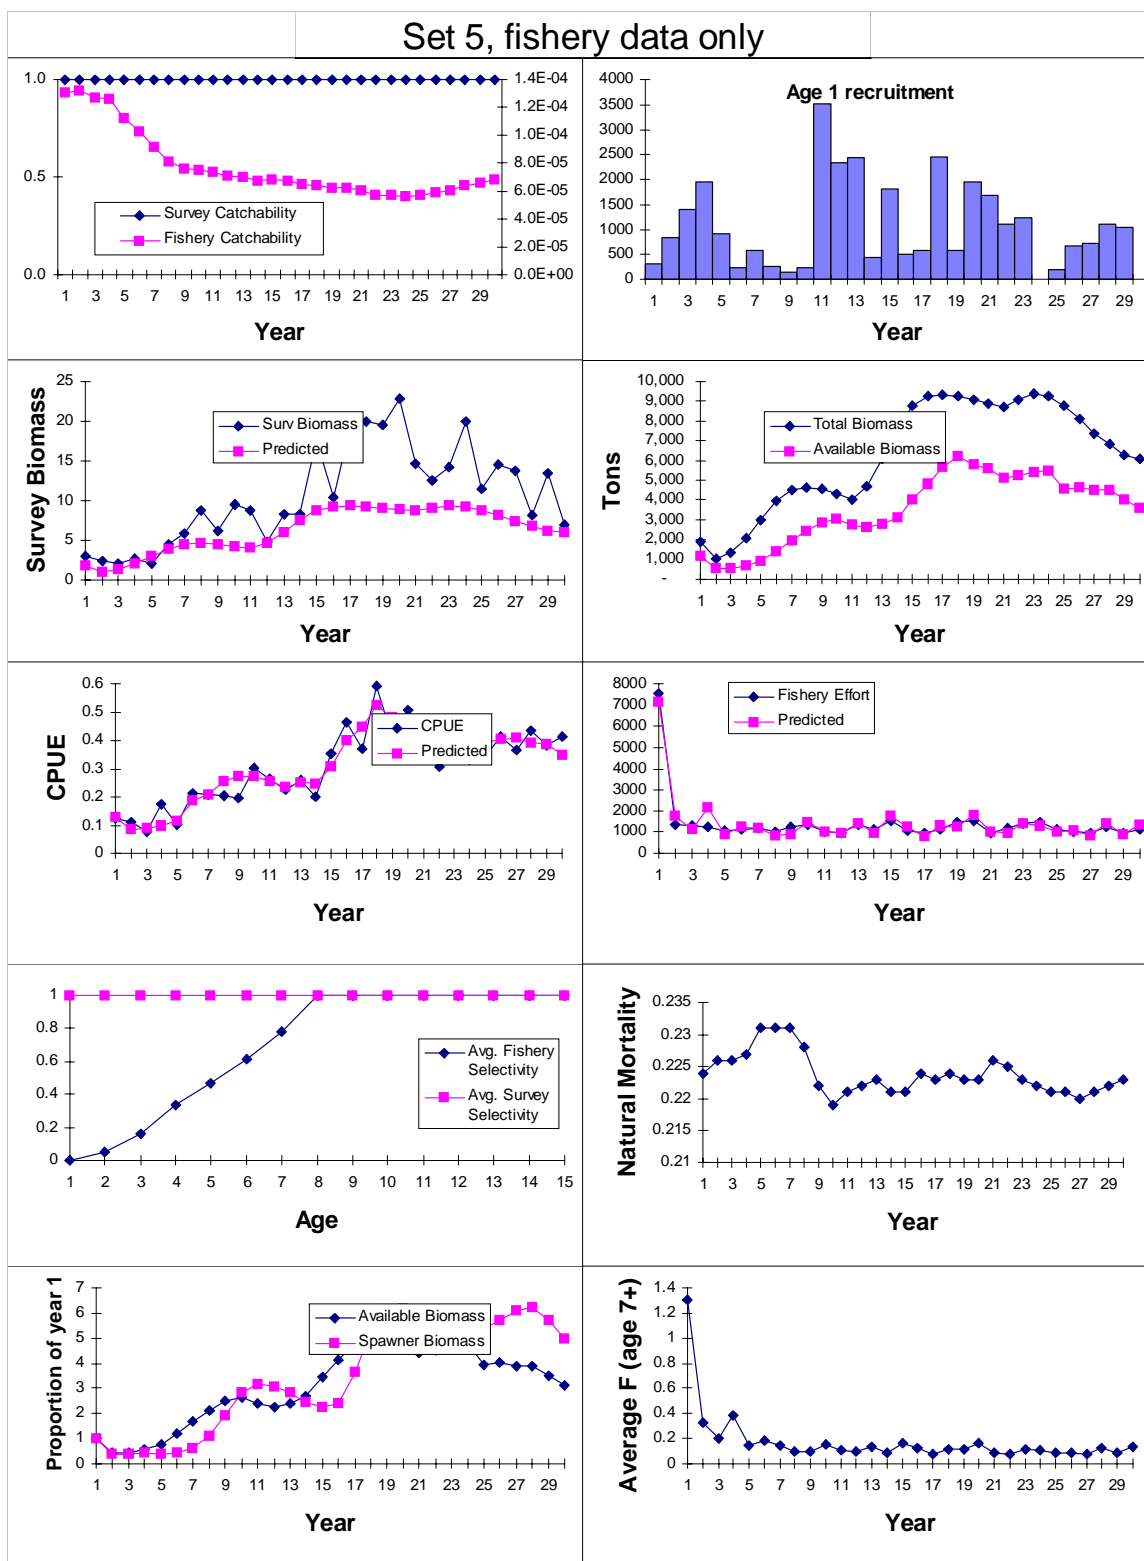 Set 5, fishery data only
1.0
0.5
0.0
1.4E-04
1.2E-04
1.0E-04
8.0E-05
6.0E-05
4.0E-05
2.0E-05
0.0E+00
Survey Catchability
Fishery Catchability
1 3 5 7 9 11 13 15 17 19 21 23 25 27 29
Year
Age 1 recruitment
4000
3500
3000
2500
2000
1500
1000
500
0
1 3 5 7 9 11 13 15 17 19 21 23 25 27 29
Year
Survey Biomass
25
20
15
10
5
0
Surv Biomass
Predicted
1 3 5 7 9 11 13 15 17 19 21 23 25 27 29
Year
Tons
10,000
9,000
8,000
7,000
6,000
5,000
4,000
3,000
2,000
1,000
-
Total Biomass
Available Biomass
1 3 5 7 9 11 13 15 17 19 21 23 25 27 29
Year
CPUE
0.6
0.5
0.4
0.3
0.2
0.1
0
CPUE
Predicted
1 3 5 7 9 11 13 15 17 19 21 23 25 27 29
Year
8000
7000
6000
5000
4000
3000
2000
1000
0
Fishery Effort
Predicted
1 3 5 7 9 11 13 15 17 19 21 23 25 27 29
Year
1
0.8
0.6
0.4
0.2
0
Avg. Fishery
Selectivity
Avg. Survey
Selectivity
1 2 3 4 5 6 7 8 9 10 11 12 13 14 15
Age
Natural Mortality
0.235
0.23
0.225
0.22
0.215
0.21
1 3 5 7 9 11 13 15 17 19 21 23 25 27 29
Year
Proportion of year 1
7
6
5
4
3
2
1
0
Available Biomass
Spawner Biomass
1 3 5 7 9 11 13 15 17 19 21 23 25 27 29
Year
Average F (age 7+)
1.4
1.2
1
0.8
0.6
0.4
0.2
0
1 3 5 7 9 11 13 15 17 19 21 23 25 27 29
Year